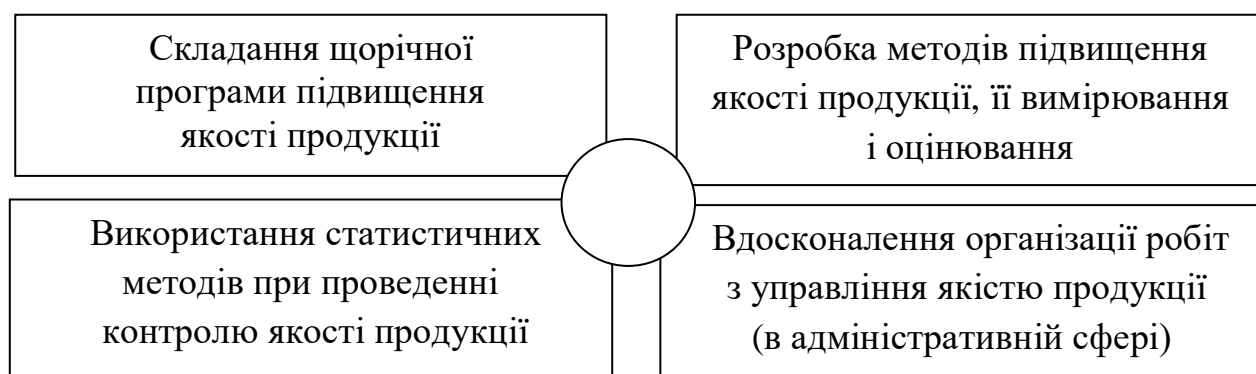 Складання щорічної
програми підвищення
якості продукції
Розробка методів підвищення
якості продукції, її вимірювання
і оцінювання
Використання статистичних
методів при проведенні
контролю якості продукції
Вдосконалення організації робіт
з управління якістю продукції
(в адміністративній сфері)